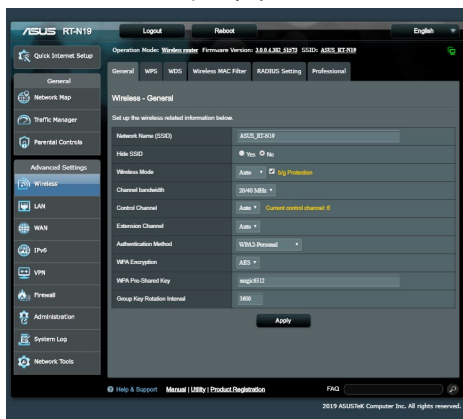 ASUS RT-N19 Logout Reboot English
Operation Mode: Wireless router Firmware Version: 3.0.0.4.382_51573 SSID: ASUS_RT-N19
Quick Internet Setup
General
Network Map
Traffic Manager
Parental Controls
Advanced Settings
Wireless
LAN
WAN
IPv6
VPN
Firewall
Administration
System Log
Network Tools
General WPS WDS Wireless MAC Filter RADIUS Setting Professional
Wireless - General
Set up the wireless related information below.
Network Name (SSID) ASUS_RT-N19
Hide SSID Yes No
Wireless Mode Auto b/g Protection
Channel bandwidth 20/40 MHz
Control Channel Auto Current control channel: 6
Extension Channel Auto
Authentication Method WPA2-Personal
WPA Encryption AES
WPA Pre-Shared Key magic0312
Group Key Rotation Interval 3600
Apply
Help & Support Manual | Utility | Product Registration FAQ
2019 ASUSTeK Computer Inc. All rights reserved.